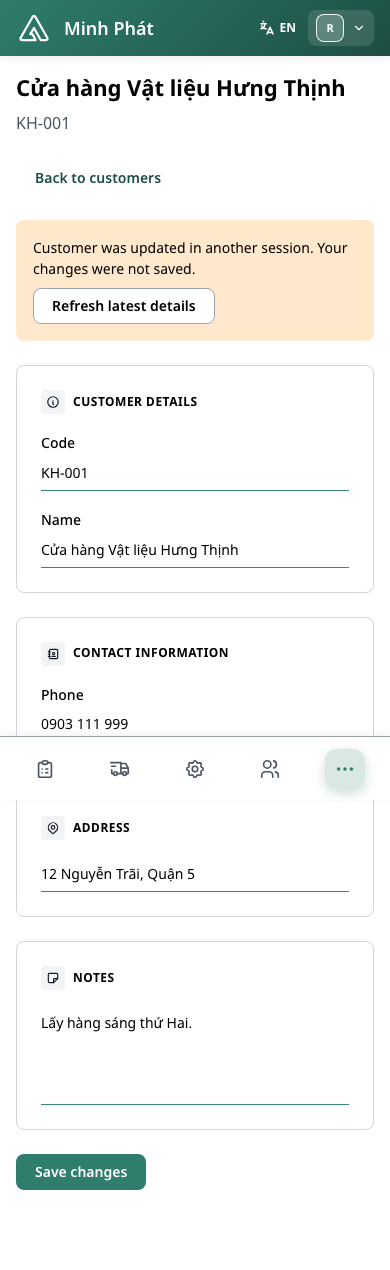 Minh Phát
EN
R
Cửa hàng Vật liệu Hưng Thịnh
KH-001
Back to customers
Customer was updated in another session. Your
changes were not saved.
Refresh latest details
CUSTOMER DETAILS
Code
KH-001
Name
Cửa hàng Vật liệu Hưng Thịnh
CONTACT INFORMATION
Phone
0903 111 999
ADDRESS
12 Nguyễn Trãi, Quận 5
NOTES
Lấy hàng sáng thứ Hai.
Save changes